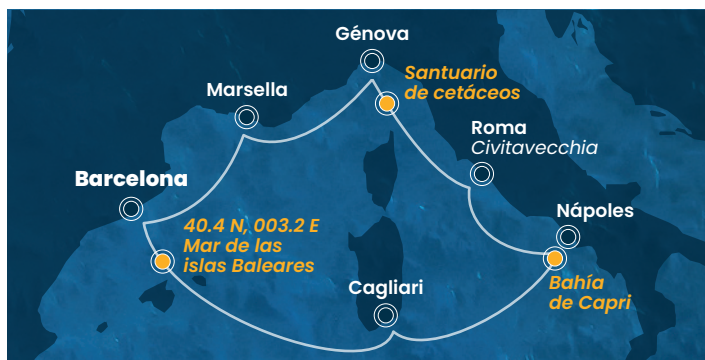 Génova
Santuario
de cetáceos
Marsella
Roma
Civitavecchia
Barcelona
40.4 N, 003.2 E
Mar de las
islas Baleares
Nápoles
Cagliari
Bahía
de Capri